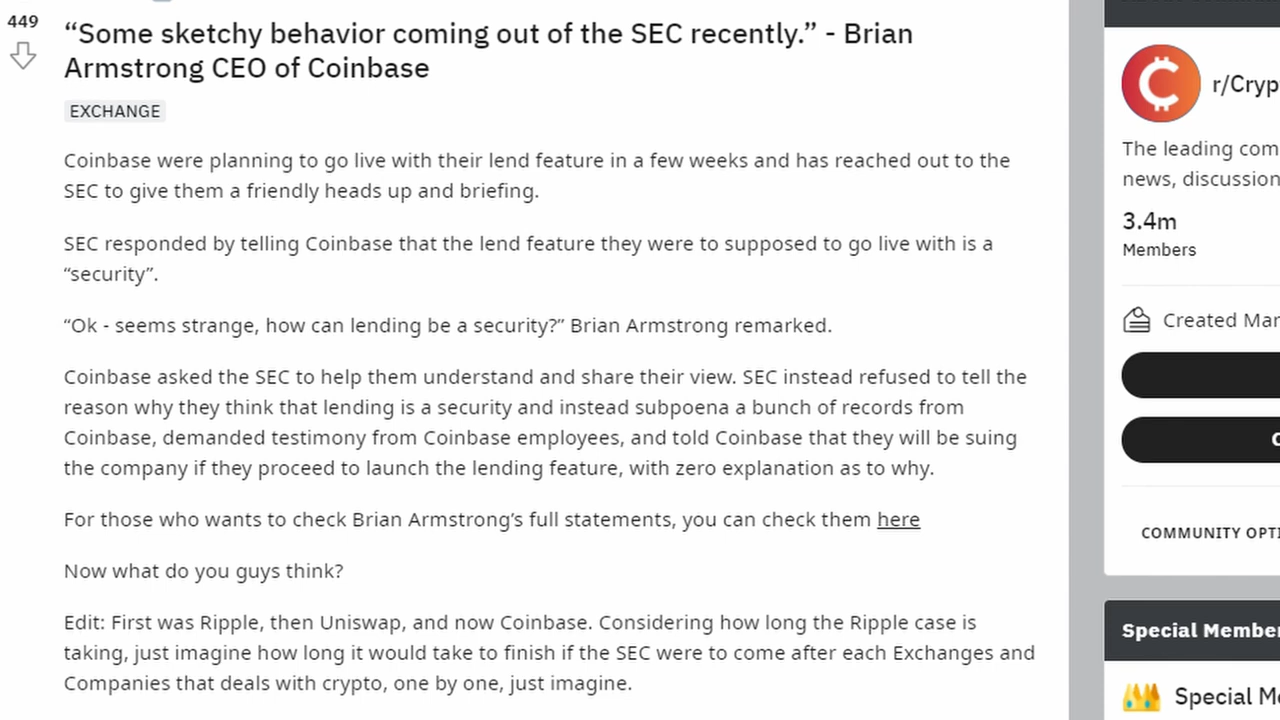 449
“Some sketchy behavior coming out of the SEC recently.” - Brian
Armstrong CEO of Coinbase
EXCHANGE
Coinbase were planning to go live with their lend feature in a few weeks and has reached out to the
SEC to give them a friendly heads up and briefing.
SEC responded by telling Coinbase that the lend feature they were to supposed to go live with is a
“security”.
“Ok - seems strange, how can lending be a security?” Brian Armstrong remarked.
Coinbase asked the SEC to help them understand and share their view. SEC instead refused to tell the
reason why they think that lending is a security and instead subpoena a bunch of records from
Coinbase, demanded testimony from Coinbase employees, and told Coinbase that they will be suing
the company if they proceed to launch the lending feature, with zero explanation as to why.
For those who wants to check Brian Armstrong’s full statements, you can check them here
Now what do you guys think?
Edit: First was Ripple, then Uniswap, and now Coinbase. Considering how long the Ripple case is
taking, just imagine how long it would take to finish if the SEC were to come after each Exchanges and
Companies that deals with crypto, one by one, just imagine.
r/Cryp
The leading com
news, discussion
3.4m
Members
Created Mar
COMMUNITY OPTI
Special Member
Special Me